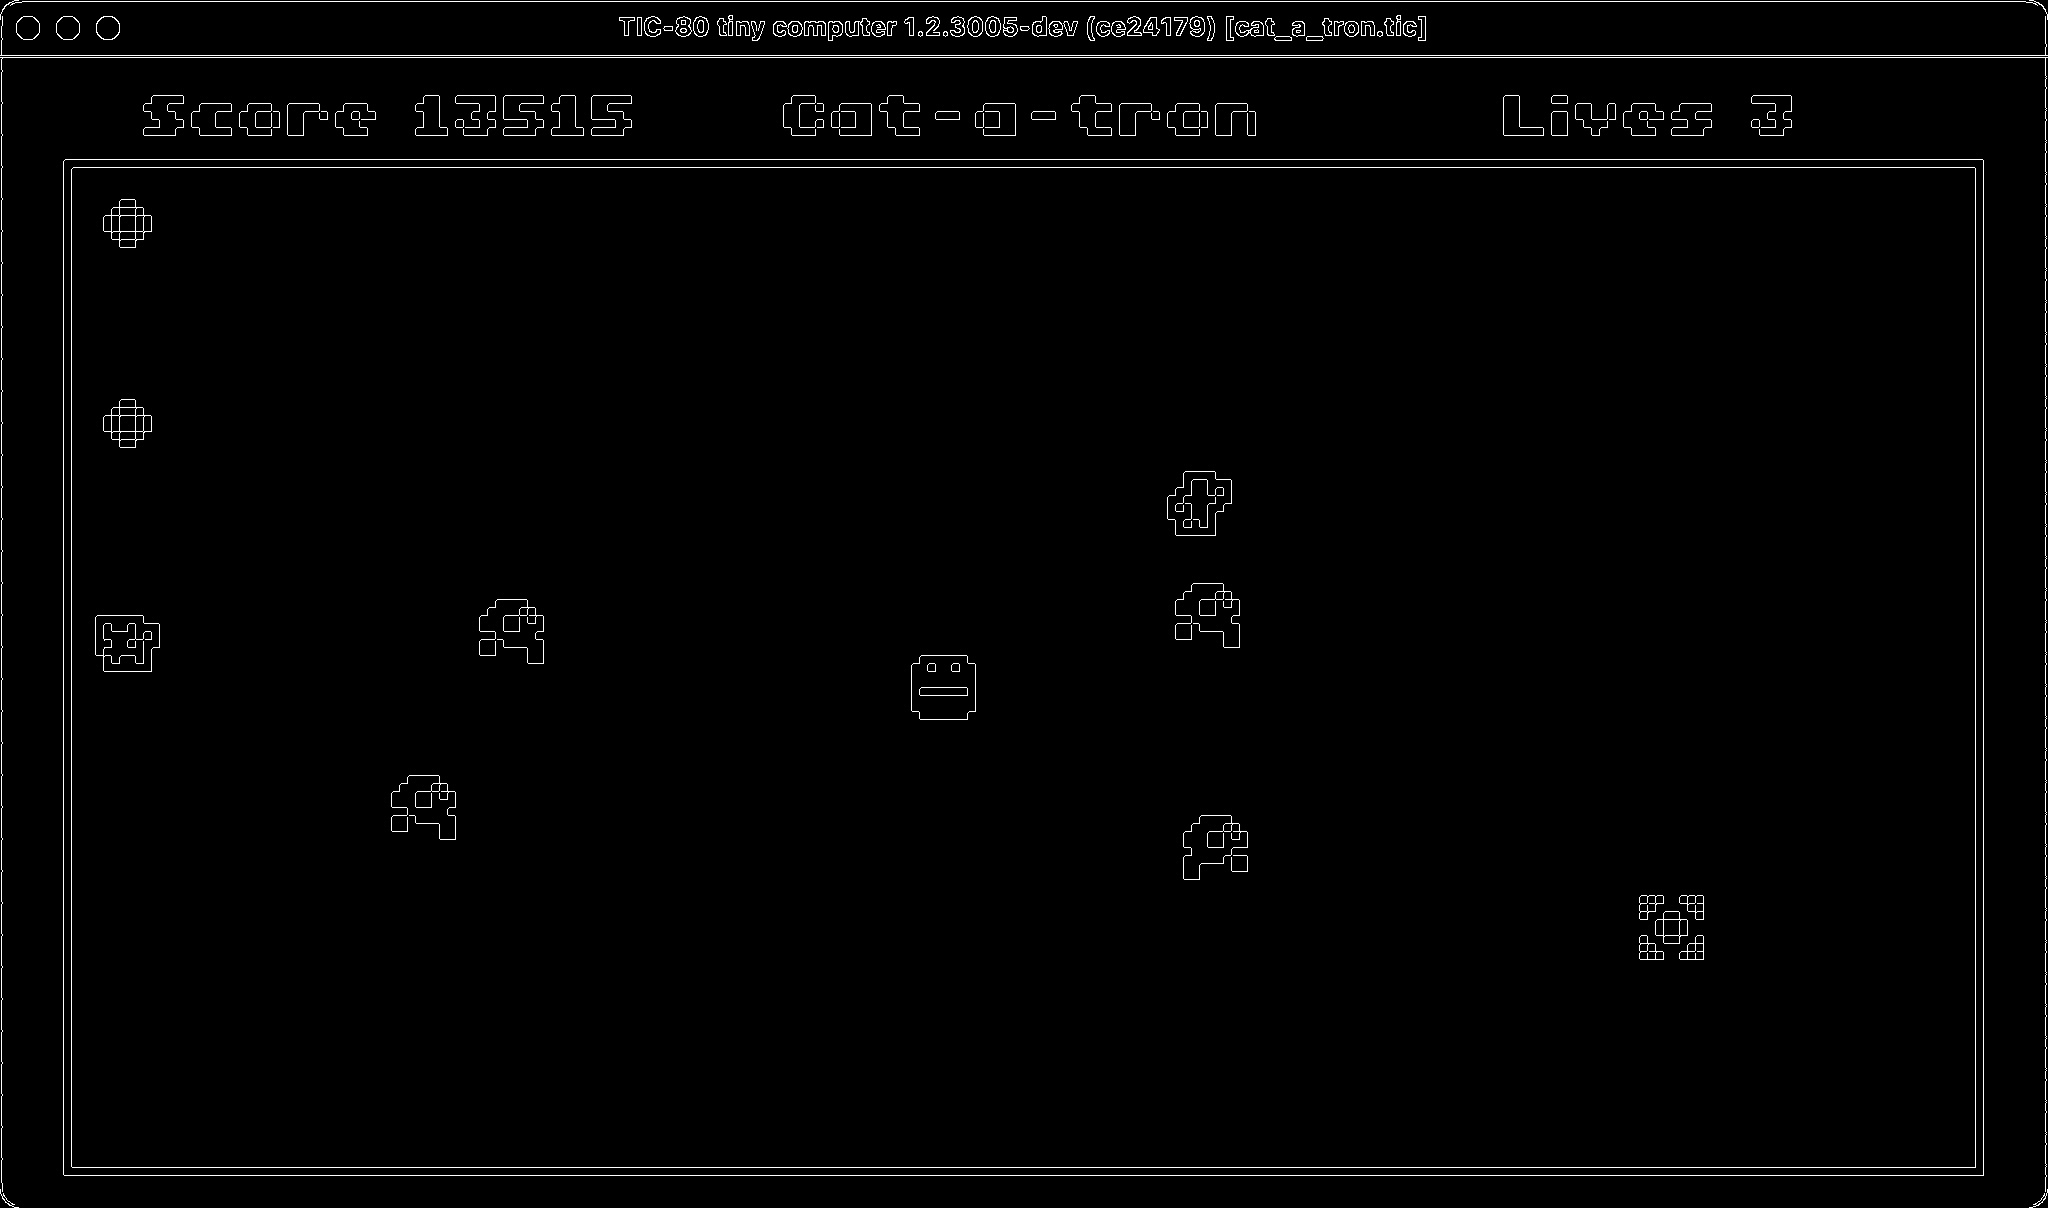 TIC-80 tiny computer 1.2.3005-dev (ce24179) [cat_a_tron.tic]
Score 13515 Cat-a-tron Lives 3